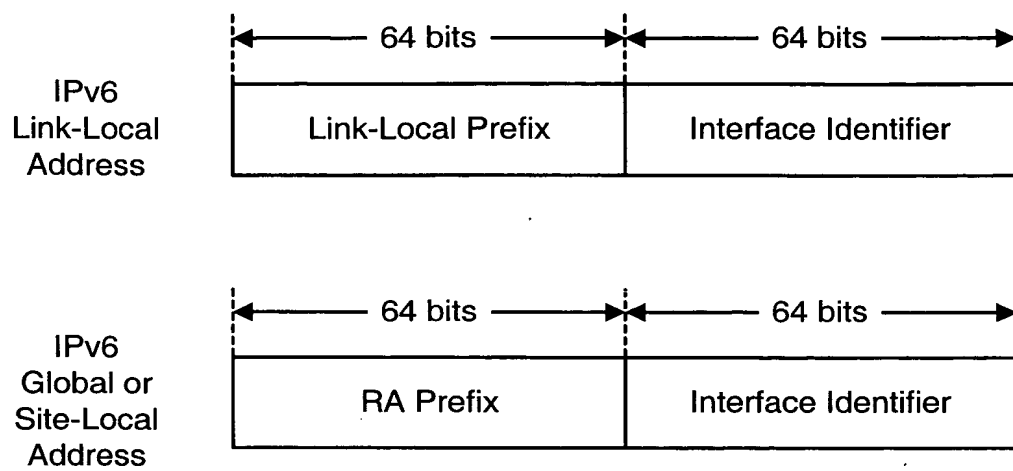 64 bits 64 bits
IPv6
Link-Local
Address
Link-Local Prefix Interface Identifier
64 bits 64 bits
IPv6
Global or
Site-Local
Address
RA Prefix Interface Identifier